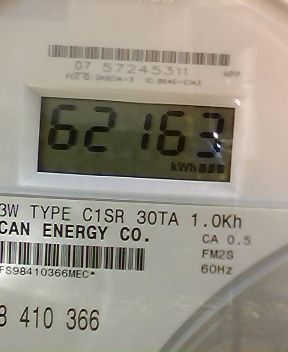 07 57245311
62163
kWh
3W TYPE C1SR 30TA 1.0Kh
CAN ENERGY CO.
CA 0.5
FM2S
60Hz
FS98410366MEC*
8 410 366